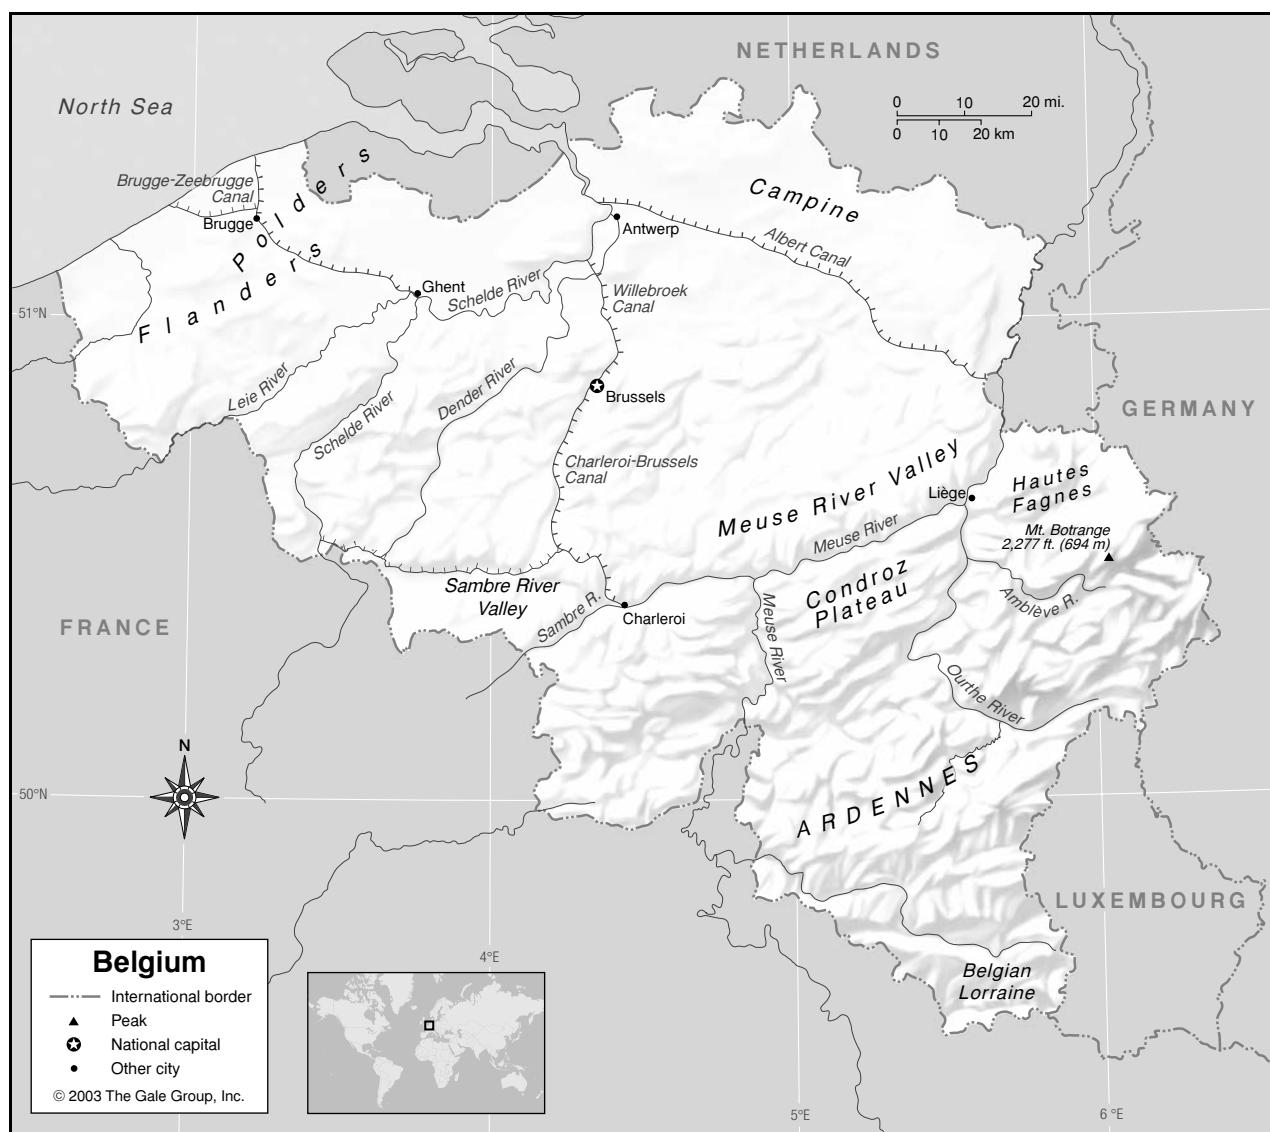 NETHERLANDS
North Sea
0 10 20 mi.
0 10 20 km
Brugge-Zeebrugge
Canal
Brugge
Polders
Flanders
Campine
Antwerp
Albert Canal
Ghent
Schelde River
Willebroek
Canal
51°N
Leie River
Schelde River
Dender River
Brussels
GERMANY
Charleroi-Brussels
Canal
Meuse River Valley
Liège
Hautes
Fagnes
Mt. Botrange
2,277 ft. (694 m)
Meuse River
Condroz
Plateau
Sambre River
Valley
Sambre R.
Charleroi
Meuse River
Amblève R.
FRANCE
Ourthe River
N
50°N
ARDENNES
LUXEMBOURG
3°E
4°E
Belgian
Lorraine
5°E
6 °E
Belgium
International border
Peak
National capital
Other city
© 2003 The Gale Group, Inc.